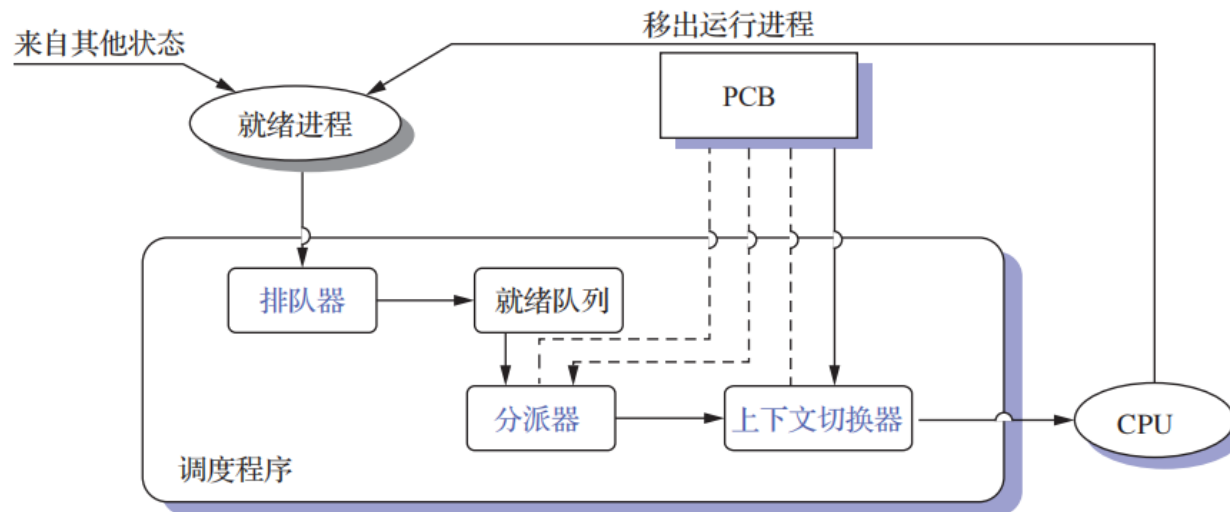 移出运行进程
来自其他状态
PCB
就绪进程
排队器
就绪队列
分派器
上下文切换器
CPU
调度程序